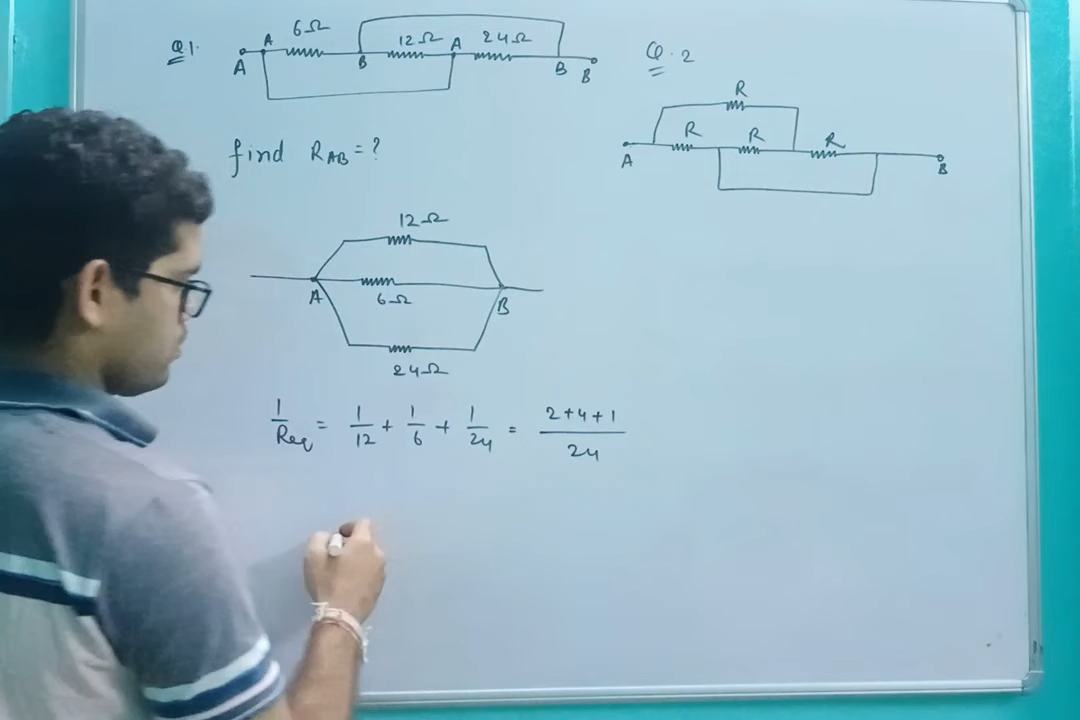 Q1.
A A 6Ω B 12Ω A 24Ω B B
find R_AB = ?
12Ω
A 6Ω B
24Ω
1/Req = 1/12 + 1/6 + 1/24 = (2+4+1)/24
Q.2
R
A R R R B